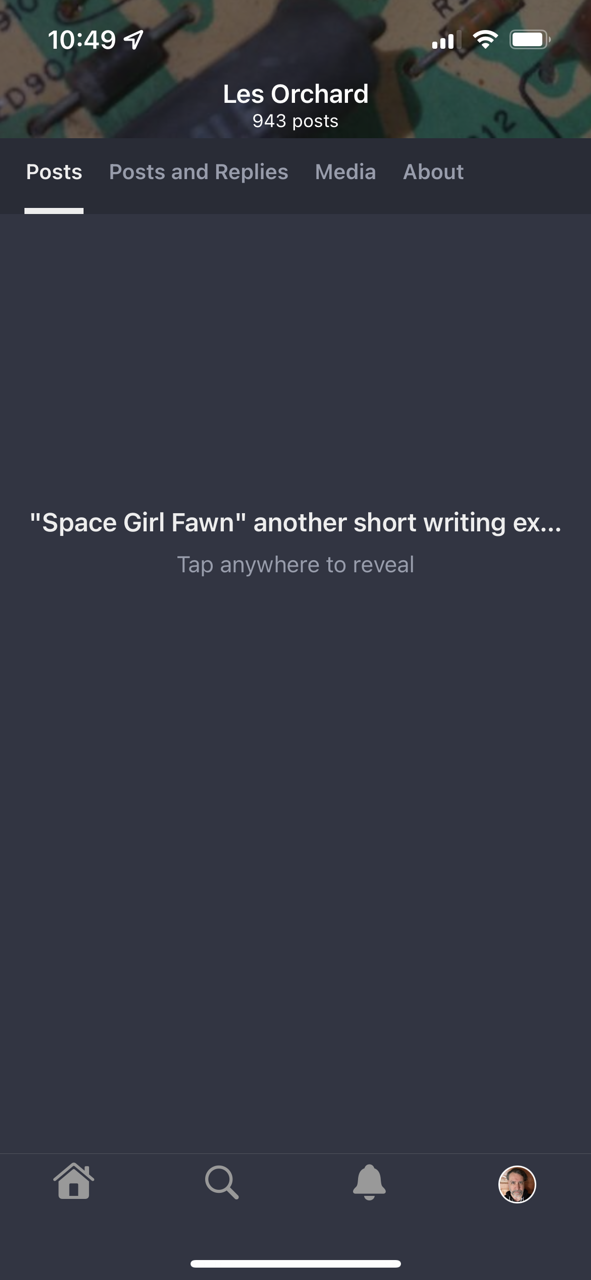 10:49
Les Orchard
943 posts
Posts Posts and Replies Media About
"Space Girl Fawn" another short writing ex...
Tap anywhere to reveal